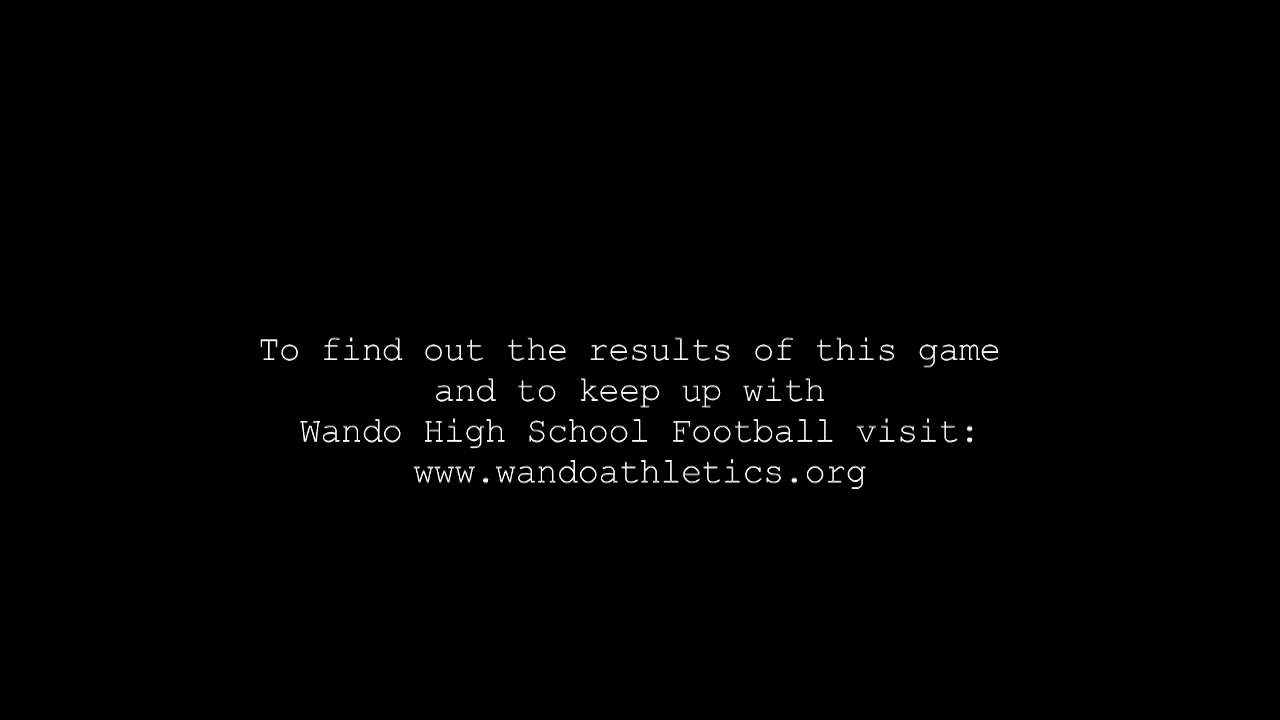 To find out the results of this game
and to keep up with
Wando High School Football visit:
www.wandoathletics.org